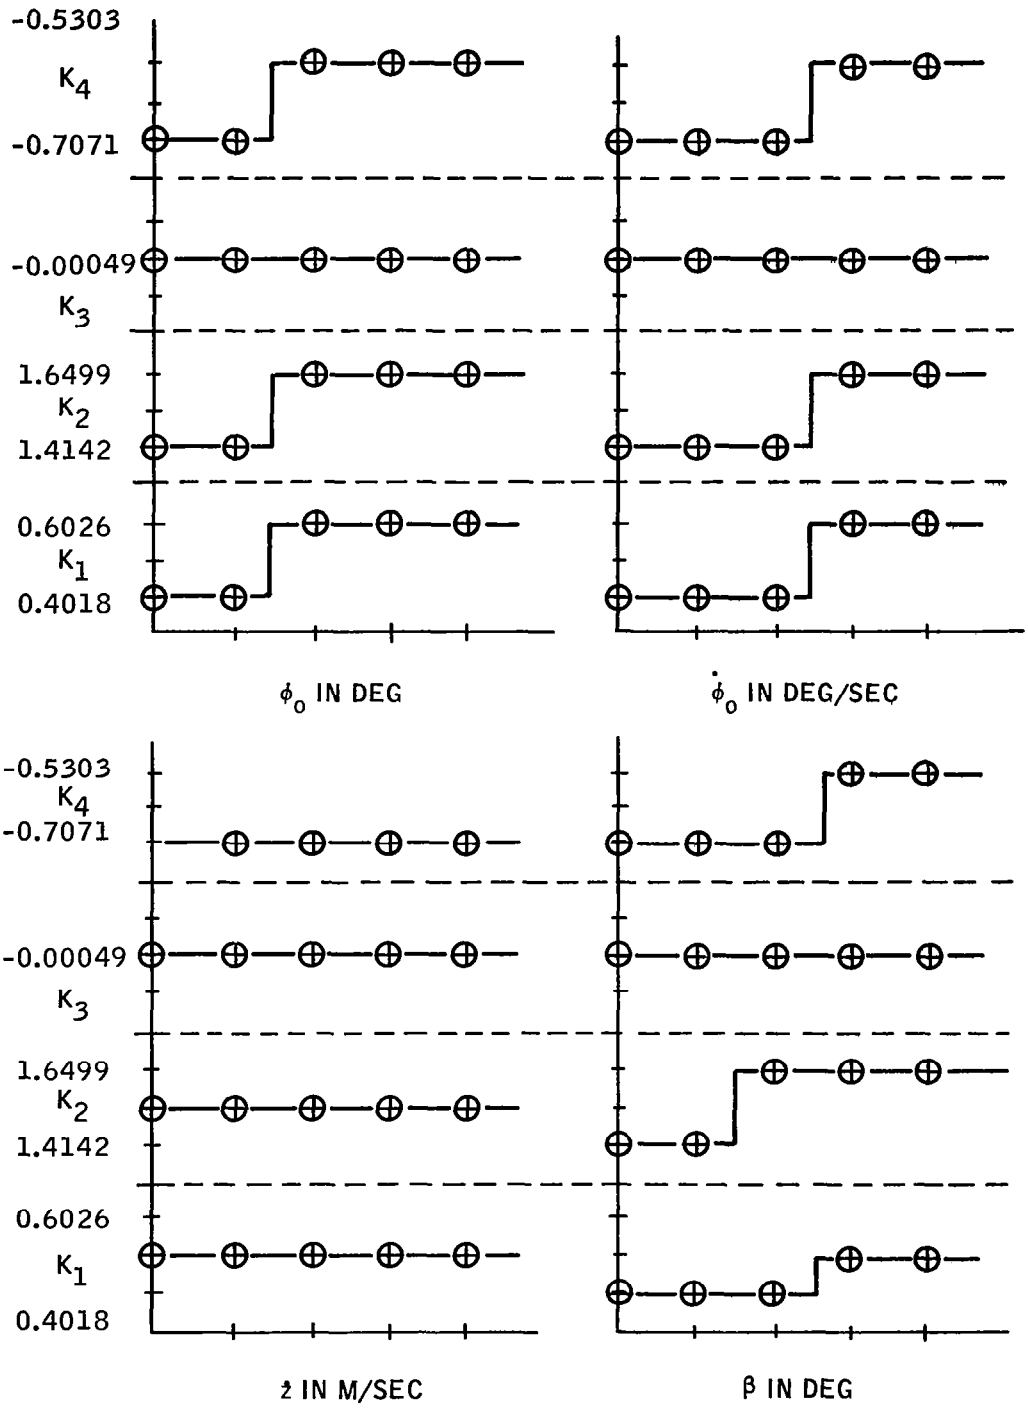 -0.5303
K4
-0.7071
-0.00049
K3
1.6499
K2
1.4142
0.6026
K1
0.4018
ϕo IN DEG
ϕ̇o IN DEG/SEC
-0.5303
K4
-0.7071
-0.00049
K3
1.6499
K2
1.4142
0.6026
K1
0.4018
ż IN M/SEC
β IN DEG